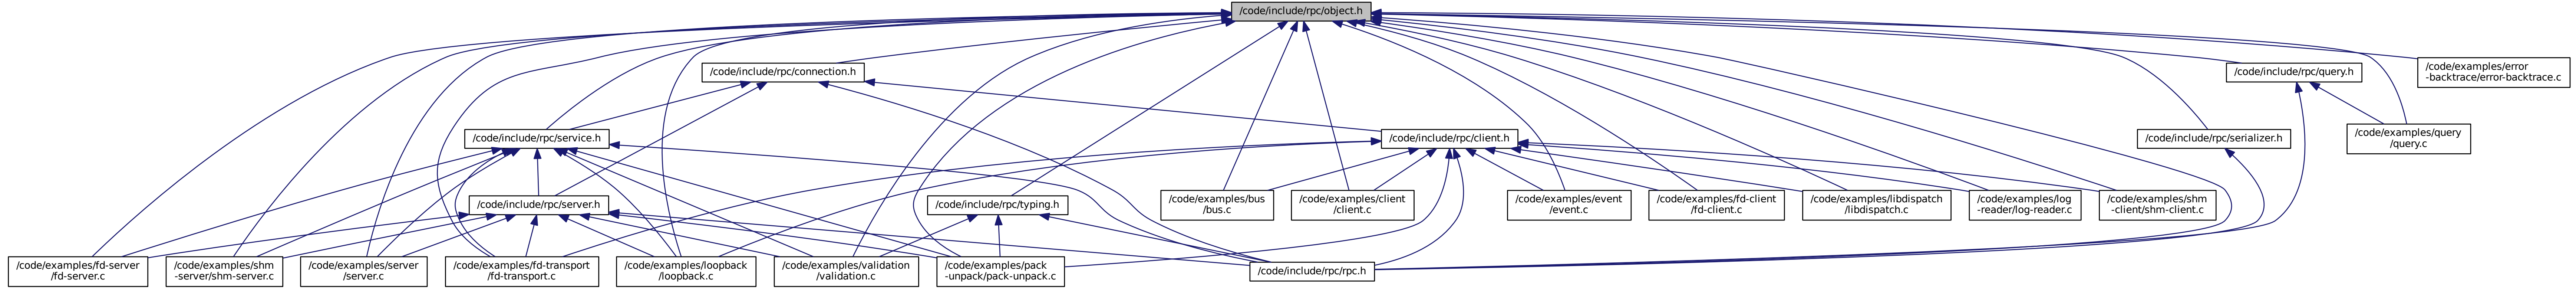 /code/include/rpc/object.h
/code/include/rpc/connection.h
/code/include/rpc/query.h
/code/examples/error
-backtrace/error-backtrace.c
/code/include/rpc/service.h
/code/include/rpc/client.h
/code/include/rpc/serializer.h
/code/examples/query
/query.c
/code/include/rpc/server.h
/code/include/rpc/typing.h
/code/examples/bus
/bus.c
/code/examples/client
/client.c
/code/examples/event
/event.c
/code/examples/fd-client
/fd-client.c
/code/examples/libdispatch
/libdispatch.c
/code/examples/log
-reader/log-reader.c
/code/examples/shm
-client/shm-client.c
/code/examples/fd-server
/fd-server.c
/code/examples/shm
-server/shm-server.c
/code/examples/server
/server.c
/code/examples/fd-transport
/fd-transport.c
/code/examples/loopback
/loopback.c
/code/examples/validation
/validation.c
/code/examples/pack
-unpack/pack-unpack.c
/code/include/rpc/rpc.h